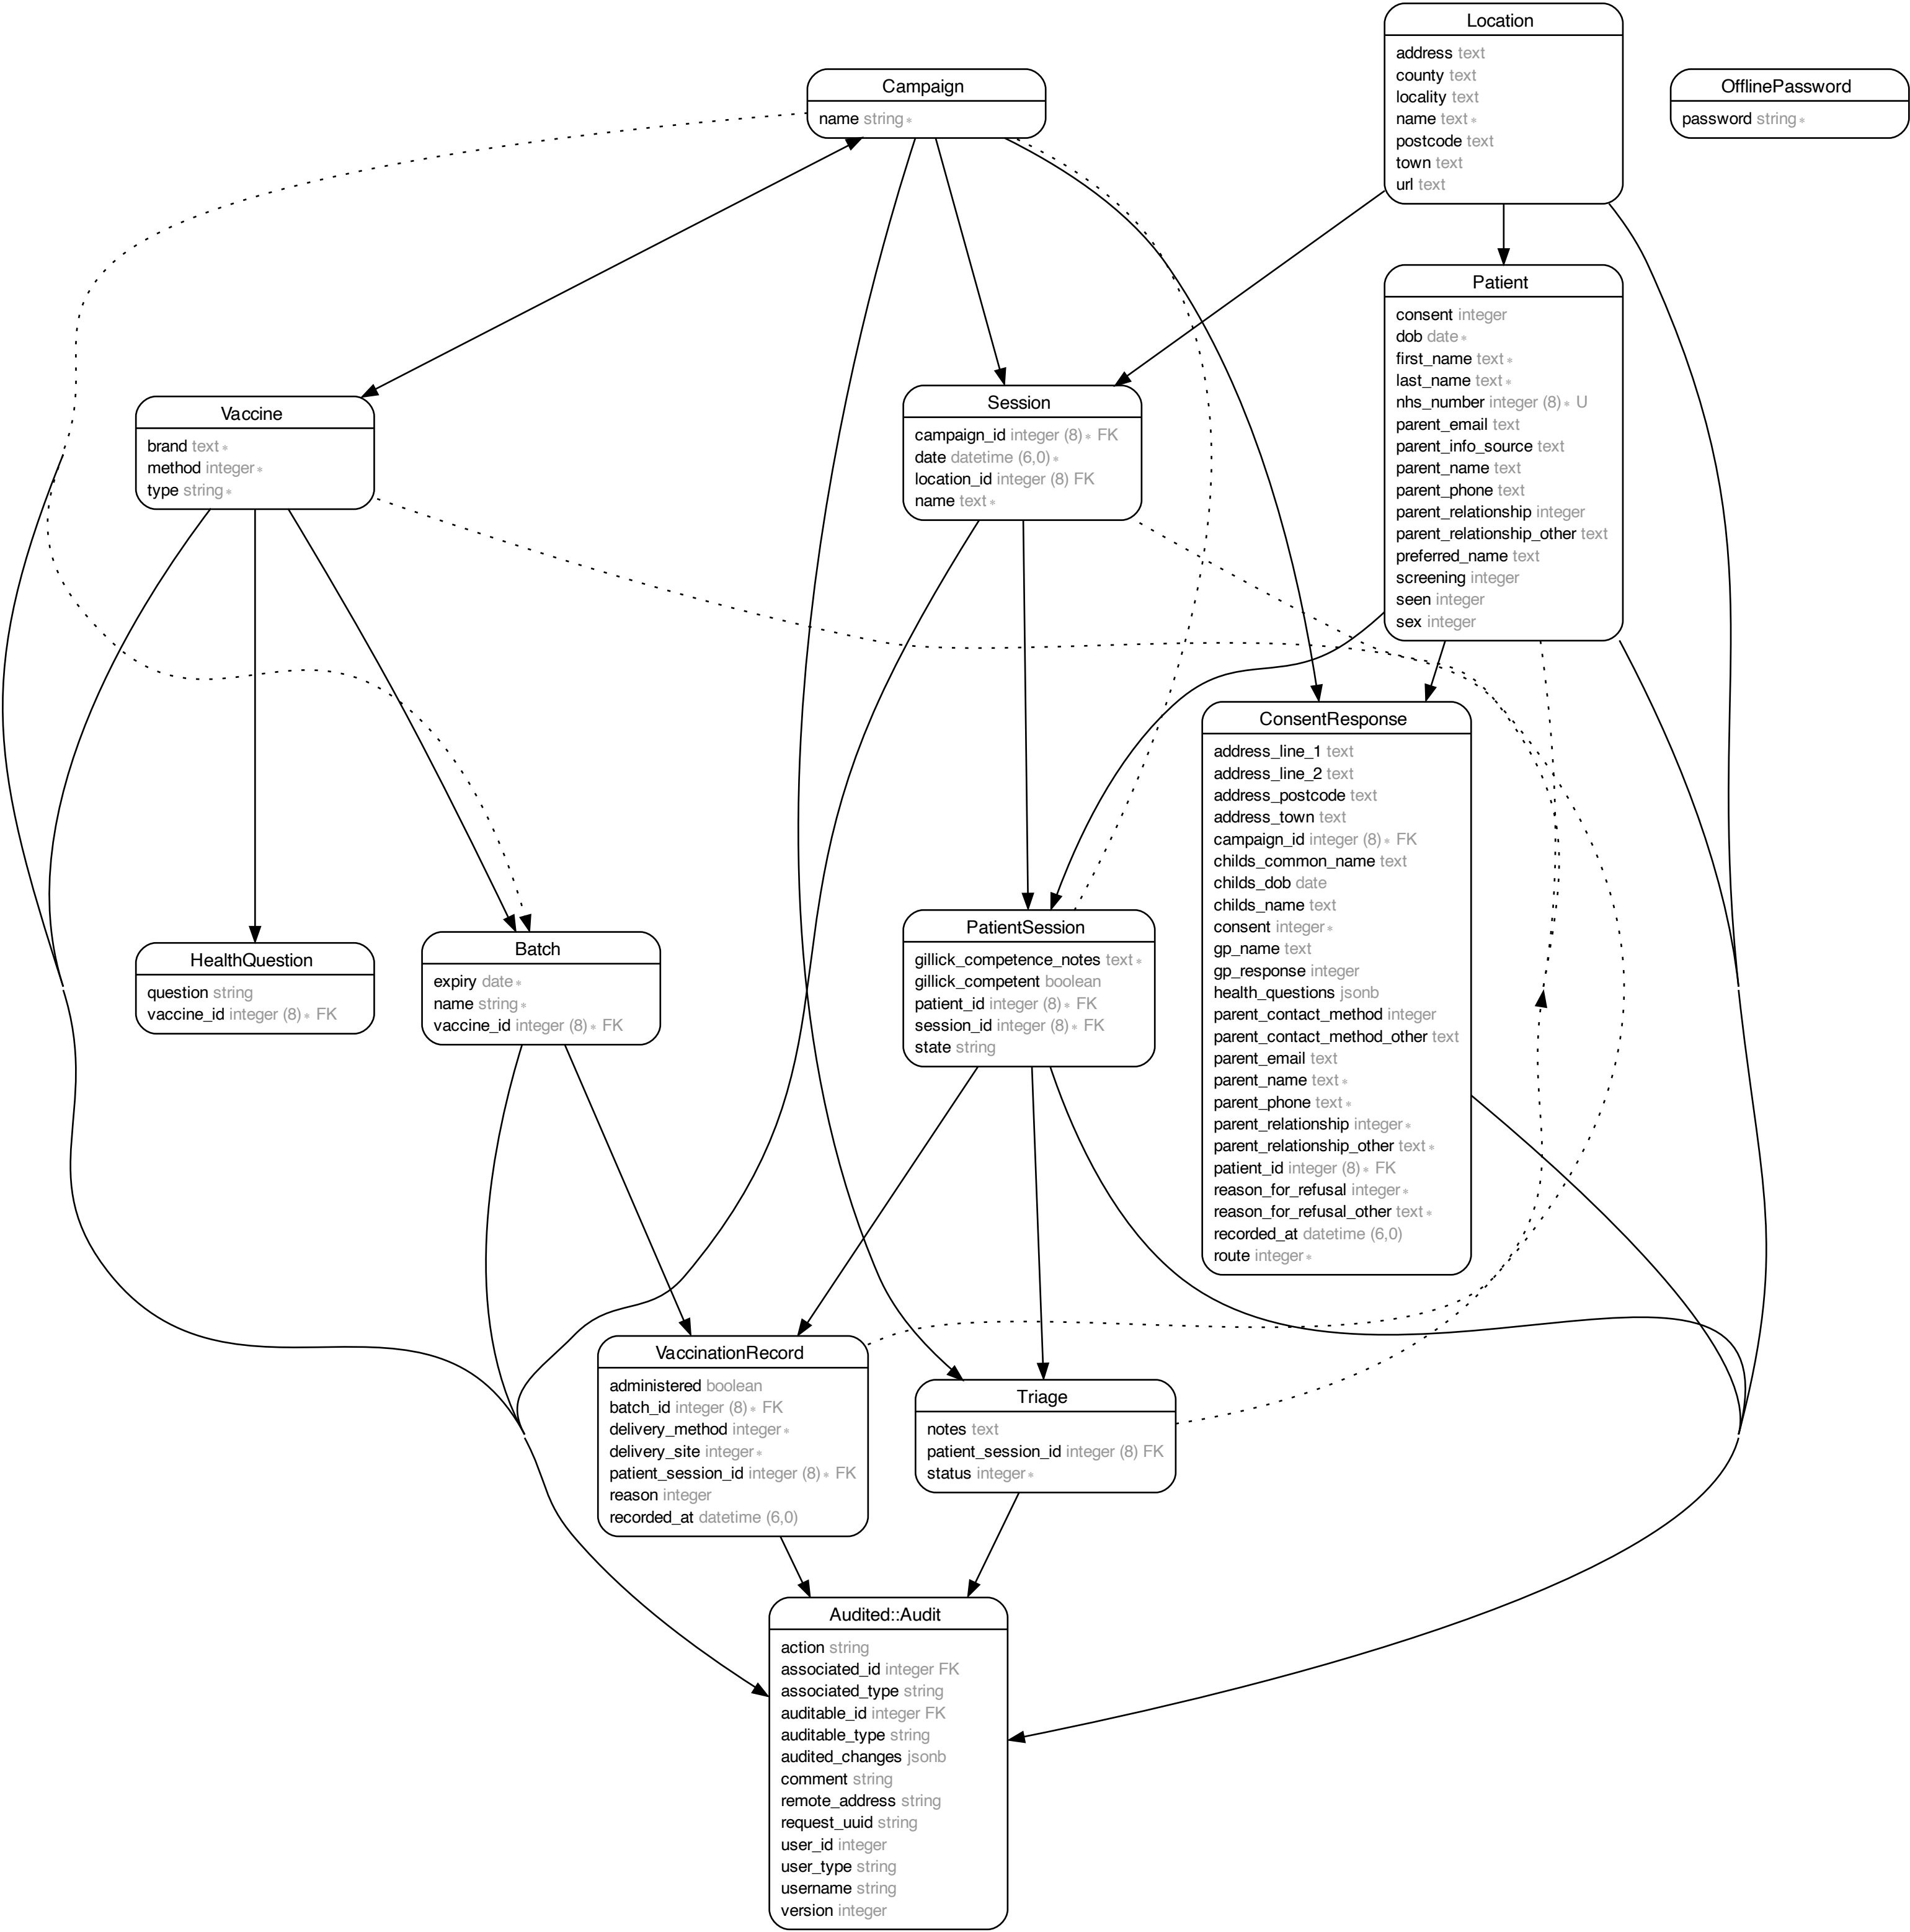 Location
address text
county text
locality text
name text *
postcode text
town text
url text
Campaign
name string *
OfflinePassword
password string *
Patient
consent integer
dob date *
first_name text *
last_name text *
nhs_number integer (8) * U
parent_email text
parent_info_source text
parent_name text
parent_phone text
parent_relationship integer
parent_relationship_other text
preferred_name text
screening integer
seen integer
sex integer
Vaccine
brand text *
method integer *
type string *
Session
campaign_id integer (8) * FK
date datetime (6,0) *
location_id integer (8) FK
name text *
ConsentResponse
address_line_1 text
address_line_2 text
address_postcode text
address_town text
campaign_id integer (8) * FK
childs_common_name text
childs_dob date
childs_name text
consent integer *
gp_name text
gp_response integer
health_questions jsonb
parent_contact_method integer
parent_contact_method_other text
parent_email text
parent_name text *
parent_phone text *
parent_relationship integer *
parent_relationship_other text *
patient_id integer (8) * FK
reason_for_refusal integer *
reason_for_refusal_other text *
recorded_at datetime (6,0)
route integer *
HealthQuestion
question string
vaccine_id integer (8) * FK
Batch
expiry date *
name string *
vaccine_id integer (8) * FK
PatientSession
gillick_competence_notes text *
gillick_competent boolean
patient_id integer (8) * FK
session_id integer (8) * FK
state string
VaccinationRecord
administered boolean
batch_id integer (8) * FK
delivery_method integer *
delivery_site integer *
patient_session_id integer (8) * FK
reason integer
recorded_at datetime (6,0)
Triage
notes text
patient_session_id integer (8) FK
status integer *
Audited::Audit
action string
associated_id integer FK
associated_type string
auditable_id integer FK
auditable_type string
audited_changes jsonb
comment string
remote_address string
request_uuid string
user_id integer
user_type string
username string
version integer